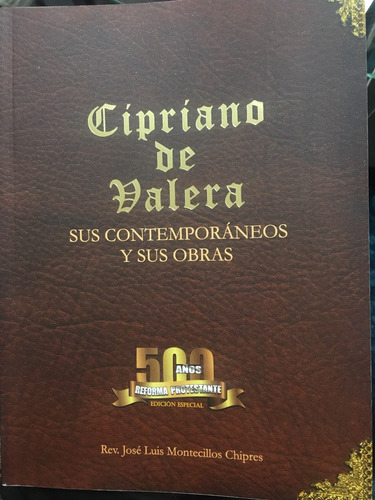 Cipriano
de
Valera
SUS CONTEMPORÁNEOS
Y SUS OBRAS
500
AÑOS
REFORMA PROTESTANTE
EDICIÓN ESPECIAL
Rev. José Luis Montecillos Chipres